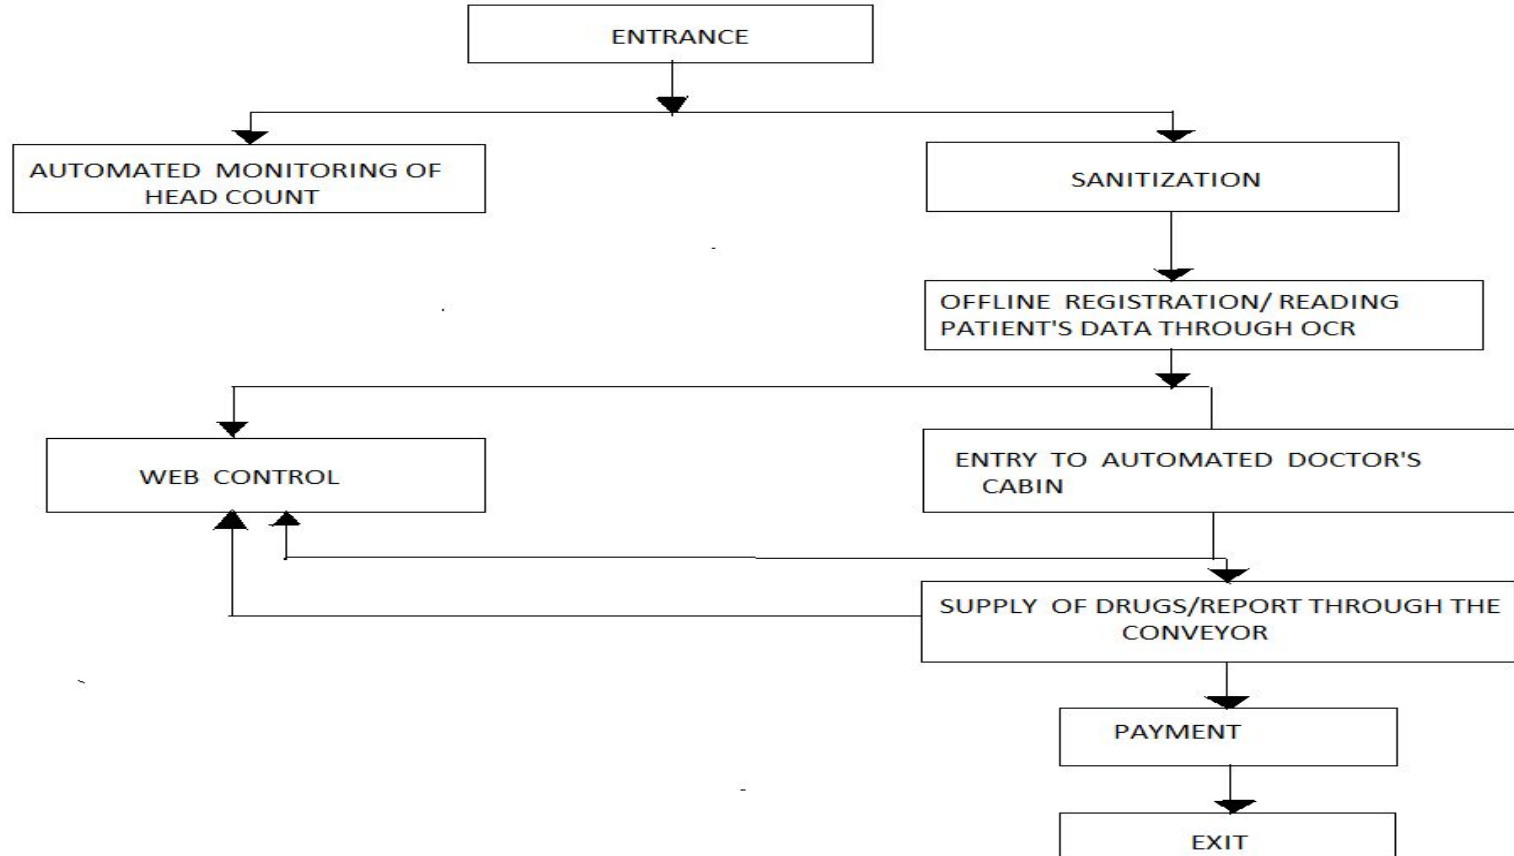 ENTRANCE
AUTOMATED MONITORING OF
HEAD COUNT
SANITIZATION
OFFLINE REGISTRATION/ READING
PATIENT'S DATA THROUGH OCR
WEB CONTROL
ENTRY TO AUTOMATED DOCTOR'S
CABIN
SUPPLY OF DRUGS/REPORT THROUGH THE
CONVEYOR
PAYMENT
EXIT